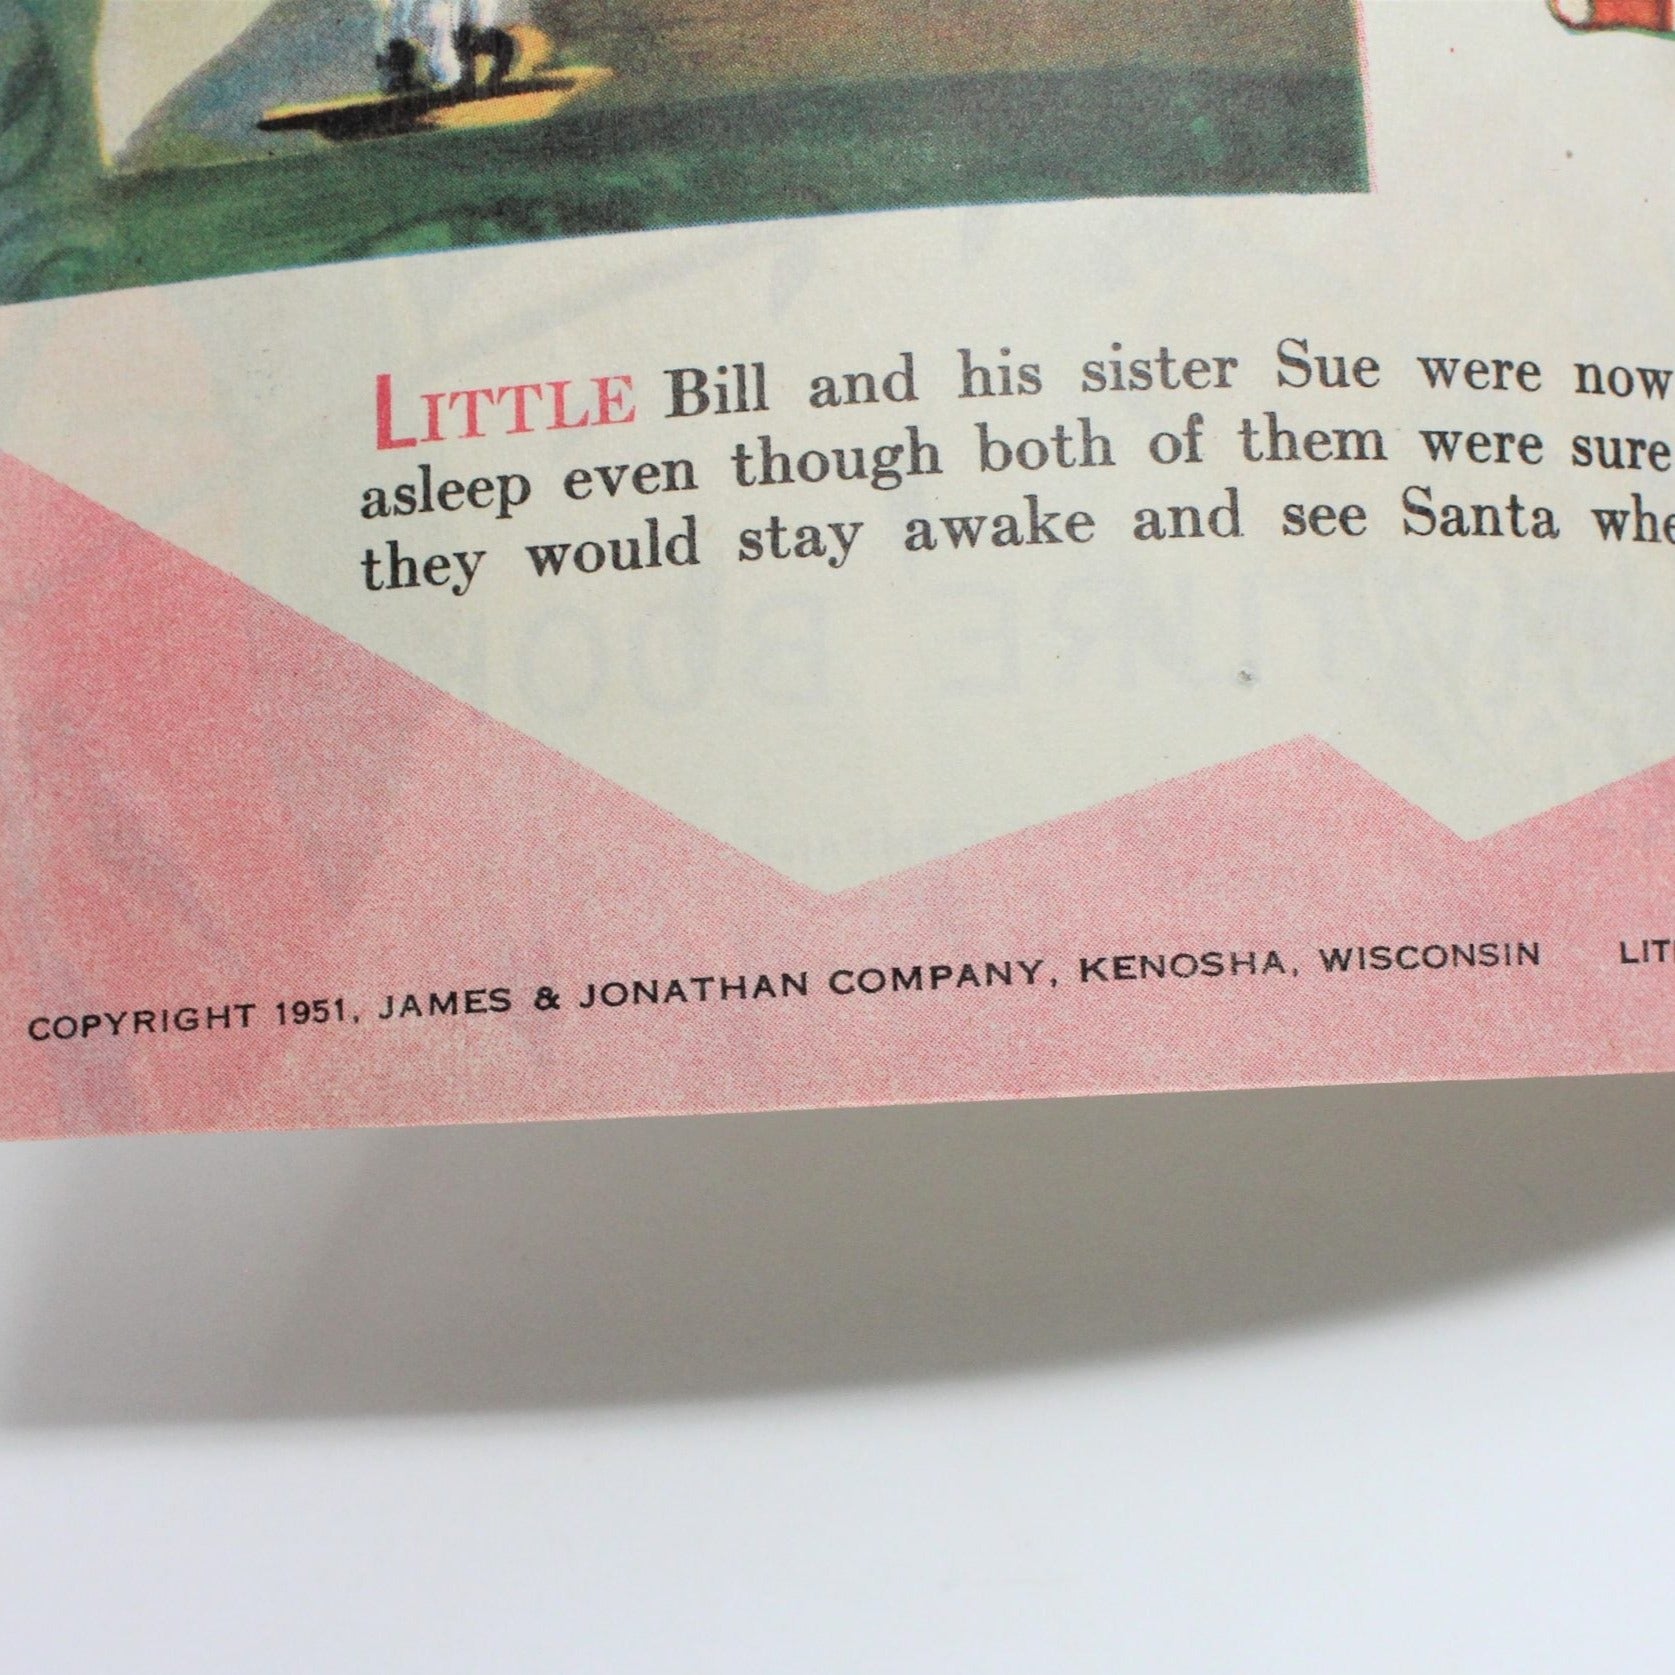 LITTLE Bill and his sister Sue were now
asleep even though both of them were sure
they would stay awake and see Santa
COPYRIGHT 1951, JAMES & JONATHAN COMPANY, KENOSHA, WISCONSIN